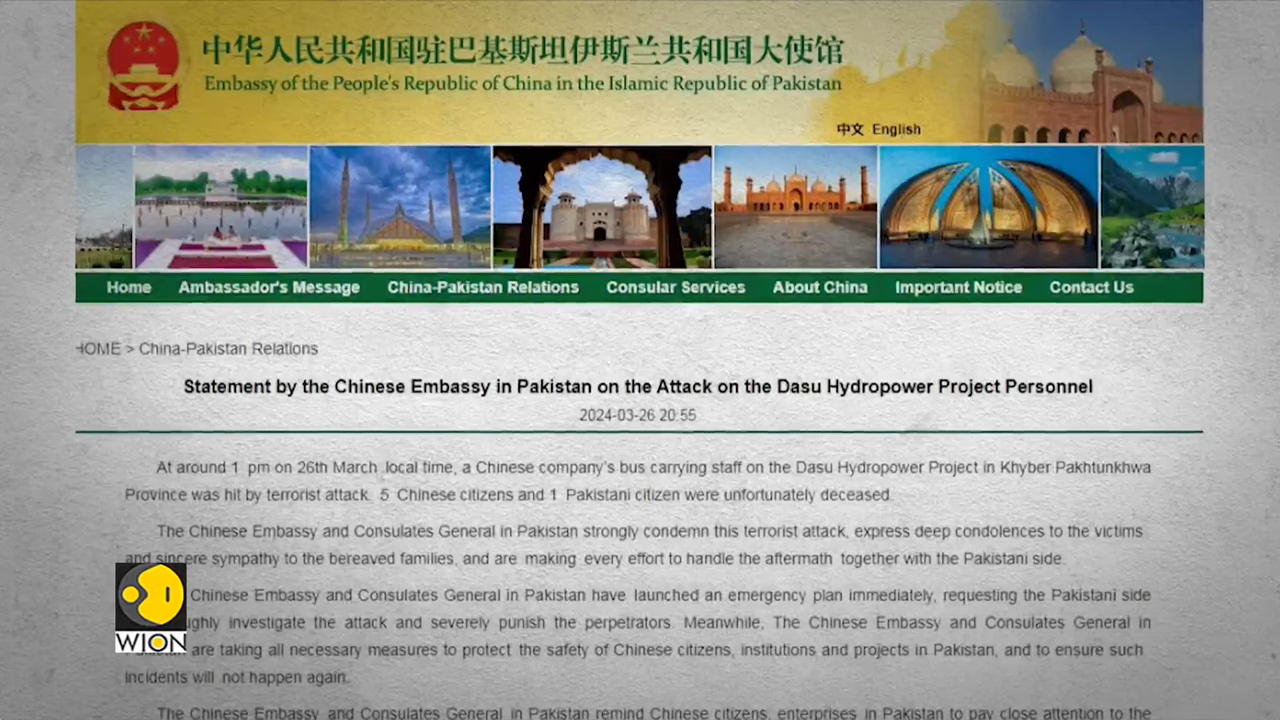 中华人民共和国驻巴基斯坦伊斯兰共和国大使馆
Embassy of the People's Republic of China in the Islamic Republic of Pakistan
中文 English
Home Ambassador's Message China-Pakistan Relations Consular Services About China Important Notice Contact Us
HOME > China-Pakistan Relations
Statement by the Chinese Embassy in Pakistan on the Attack on the Dasu Hydropower Project Personnel
2024-03-26 20:55
At around 1 pm on 26th March local time, a Chinese company's bus carrying staff on the Dasu Hydropower Project in Khyber Pakhtunkhwa
Province was hit by terrorist attack. 5 Chinese citizens and 1 Pakistani citizen were unfortunately deceased.
The Chinese Embassy and Consulates General in Pakistan strongly condemn this terrorist attack, express deep condolences to the victims
and sincere sympathy to the bereaved families, and are making every effort to handle the aftermath together with the Pakistani side.
Chinese Embassy and Consulates General in Pakistan have launched an emergency plan immediately, requesting the Pakistani side
investigate the attack and severely punish the perpetrators. Meanwhile, The Chinese Embassy and Consulates General in
are taking all necessary measures to protect the safety of Chinese citizens, institutions and projects in Pakistan, and to ensure such
incidents will not happen again.
The Chinese Embassy and Consulates General in Pakistan remind Chinese citizens, enterprises in Pakistan to pay close attention to the
WION